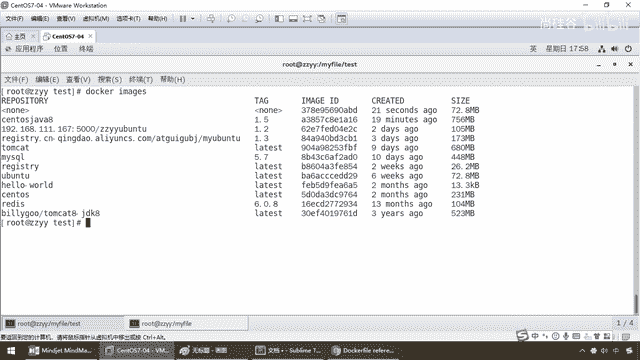 CentOS7-04 - VMware Workstation
文件(F) 编辑(E) 查看(V) 虚拟机(M) 选项卡(T) 帮助(H)
主页 CentOS7-04
尚硅谷 bilibili
应用程序 位置 终端 英 星期日 17:58
root@zzyy:/myfile/test
文件(F) 编辑(E) 查看(V) 搜索(S) 终端(T) 帮助(H)
[root@zzyy test]# docker images
REPOSITORY TAG IMAGE ID CREATED SIZE
<none> <none> 378e95690abd 21 seconds ago 72.8MB
centosjava8 1.5 a3857c8e1a16 19 minutes ago 756MB
192.168.111.167:5000/zzyyubuntu 1.2 62e7fed04e2c 2 days ago 105MB
registry.cn-qingdao.aliyuncs.com/atguigubj/myubuntu 1.3 84a940bd3cb1 3 days ago 173MB
tomcat latest 904a98253fbf 9 days ago 680MB
mysql 5.7 8b43c6af2ad0 10 days ago 448MB
registry latest b8604a3fe854 2 weeks ago 26.2MB
ubuntu latest ba6acccedd29 6 weeks ago 72.8MB
hello-world latest feb5d9fea6a5 2 months ago 13.3kB
centos latest 5d0da3dc9764 2 months ago 231MB
redis 6.0.8 16ecd2772934 13 months ago 104MB
billygoo/tomcat8-jdk8 latest 30ef4019761d 3 years ago 523MB
[root@zzyy test]#
root@zzyy:/myfile/test root@zzyy:/myfile 1 / 4
要返回到您的计算机，请将鼠标指针从虚拟机中移出或按 Ctrl+Alt。
Mindjet MindMa... CentOS7-04 - VM... 无标题 - 画图 文档 • - Sublime T... Dockerfile refere...